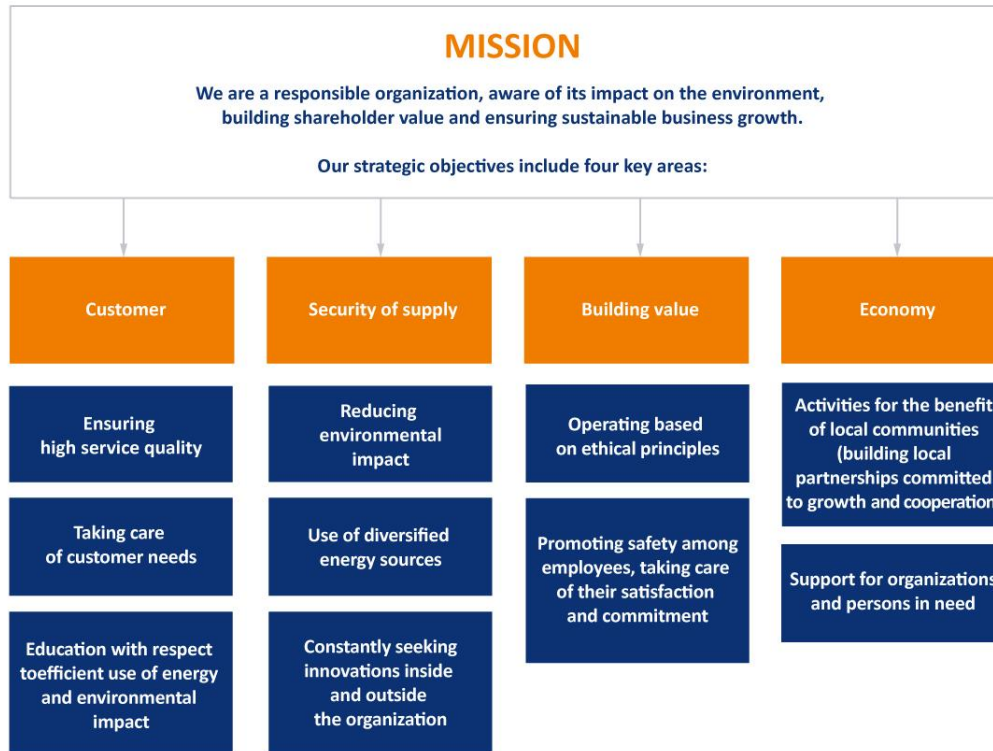 MISSION
We are a responsible organization, aware of its impact on the environment,
building shareholder value and ensuring sustainable business growth.
Our strategic objectives include four key areas:
Customer
Security of supply
Building value
Economy
Ensuring
high service quality
Taking care
of customer needs
Education with respect
toefficient use of energy
and environmental
impact
Reducing
environmental
impact
Use of diversified
energy sources
Constantly seeking
innovations inside
and outside
the organization
Operating based
on ethical principles
Promoting safety among
employees, taking care
of their satisfaction
and commitment
Activities for the benefit
of local communities
(building local
partnerships committed
to growth and cooperation
Support for organizations
and persons in need